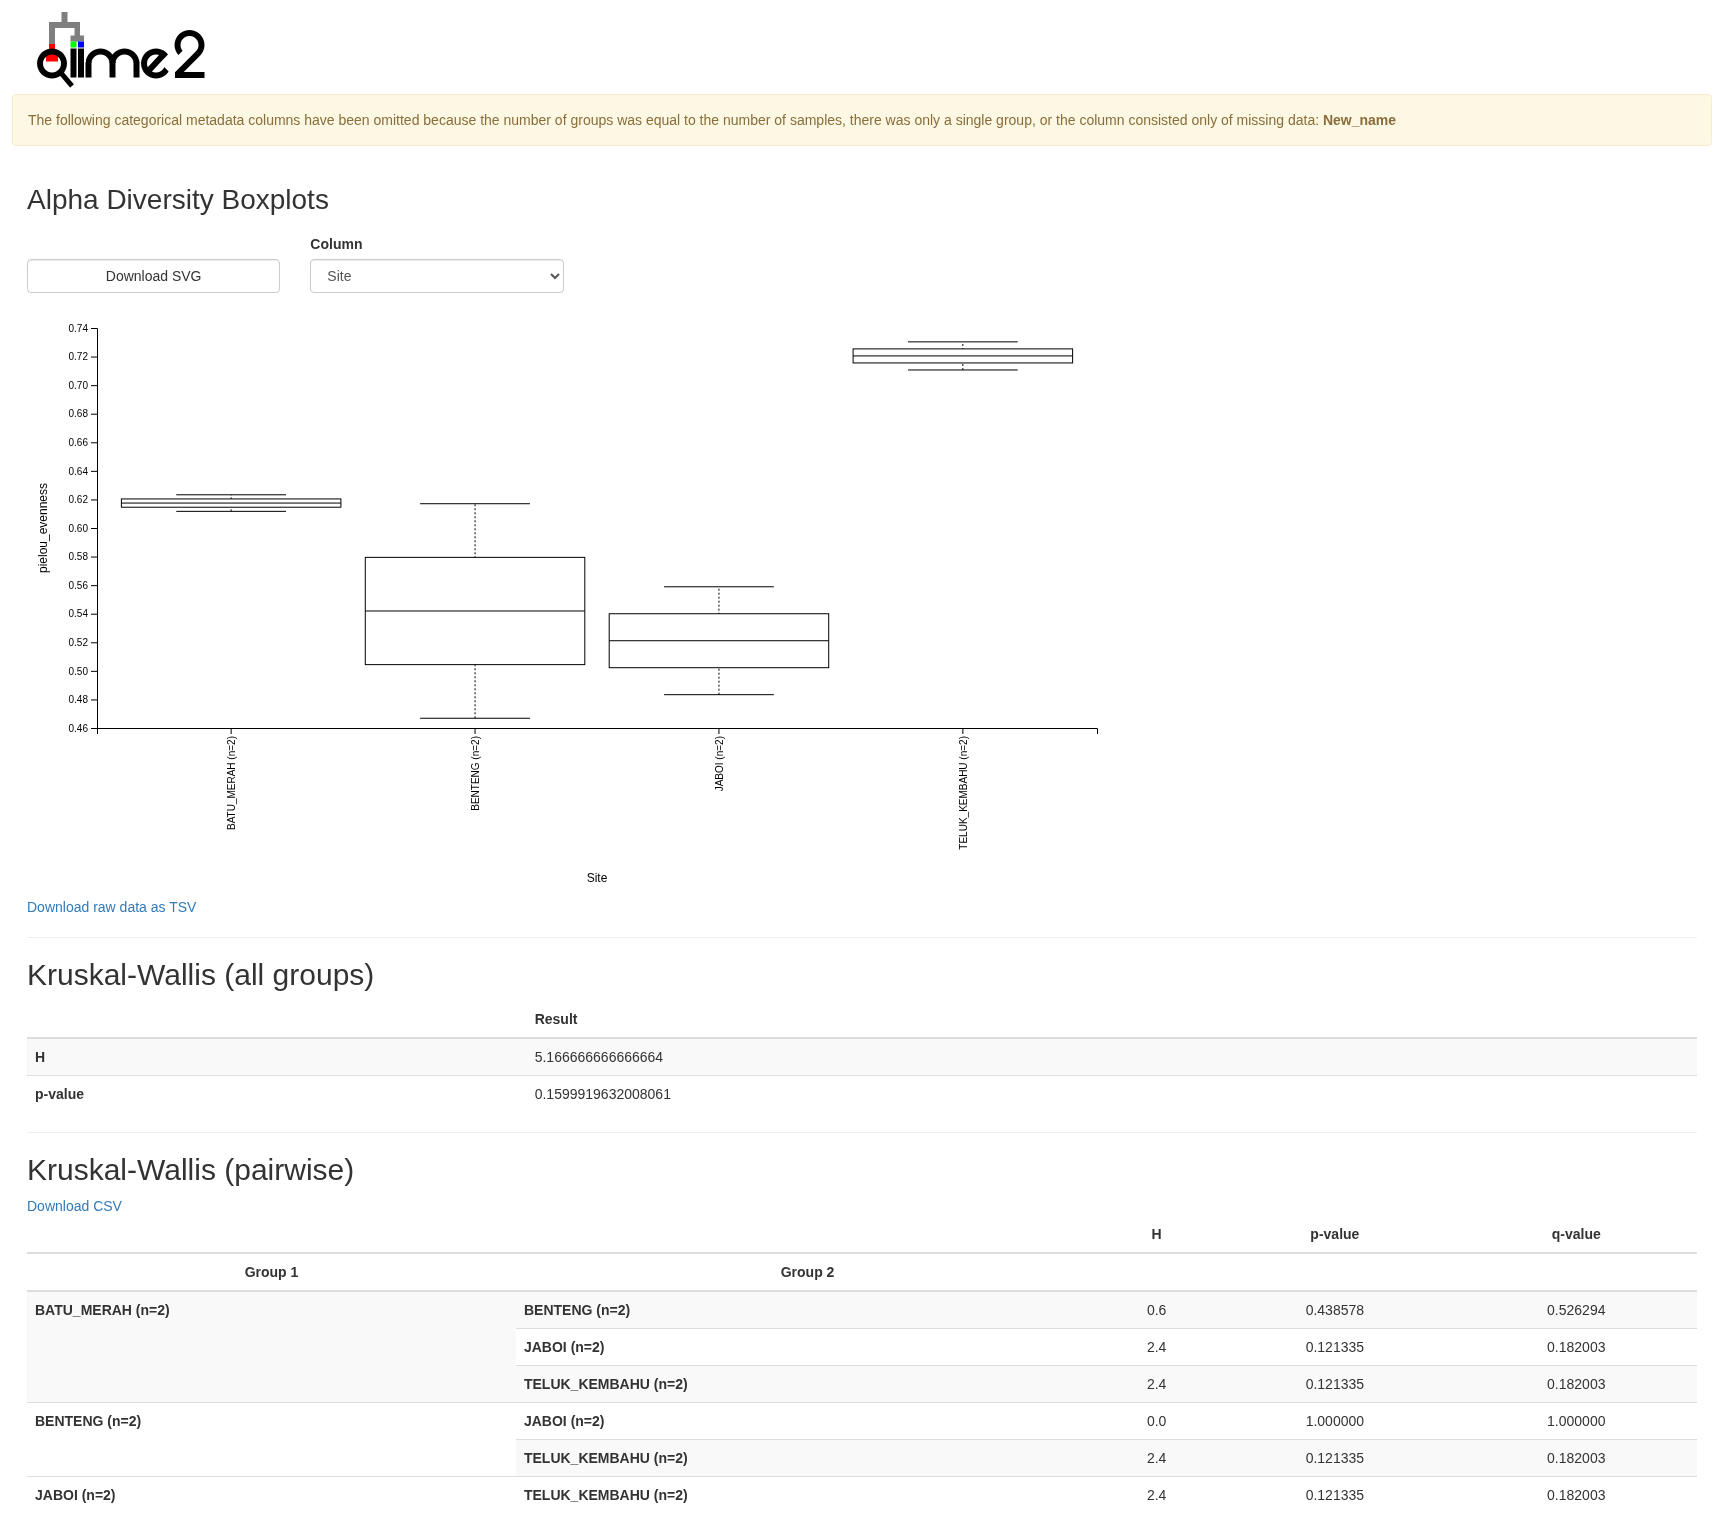 qiime2
The following categorical metadata columns have been omitted because the number of groups was equal to the number of samples, there was only a single group, or the column consisted only of missing data: New_name
Alpha Diversity Boxplots
Column
Download SVG
Site
0.74
0.72
0.70
0.68
0.66
0.64
0.62
0.60
0.58
0.56
0.54
0.52
0.50
0.48
0.46
pielou_evenness
BATU_MERAH (n=2)
BENTENG (n=2)
JABOI (n=2)
TELUK_KEMBAHU (n=2)
Site
Download raw data as TSV
Kruskal-Wallis (all groups)
Result
H 5.166666666666664
p-value 0.1599919632008061
Kruskal-Wallis (pairwise)
Download CSV
H p-value q-value
Group 1 Group 2
BATU_MERAH (n=2) BENTENG (n=2) 0.6 0.438578 0.526294
JABOI (n=2) 2.4 0.121335 0.182003
TELUK_KEMBAHU (n=2) 2.4 0.121335 0.182003
BENTENG (n=2) JABOI (n=2) 0.0 1.000000 1.000000
TELUK_KEMBAHU (n=2) 2.4 0.121335 0.182003
JABOI (n=2) TELUK_KEMBAHU (n=2) 2.4 0.121335 0.182003